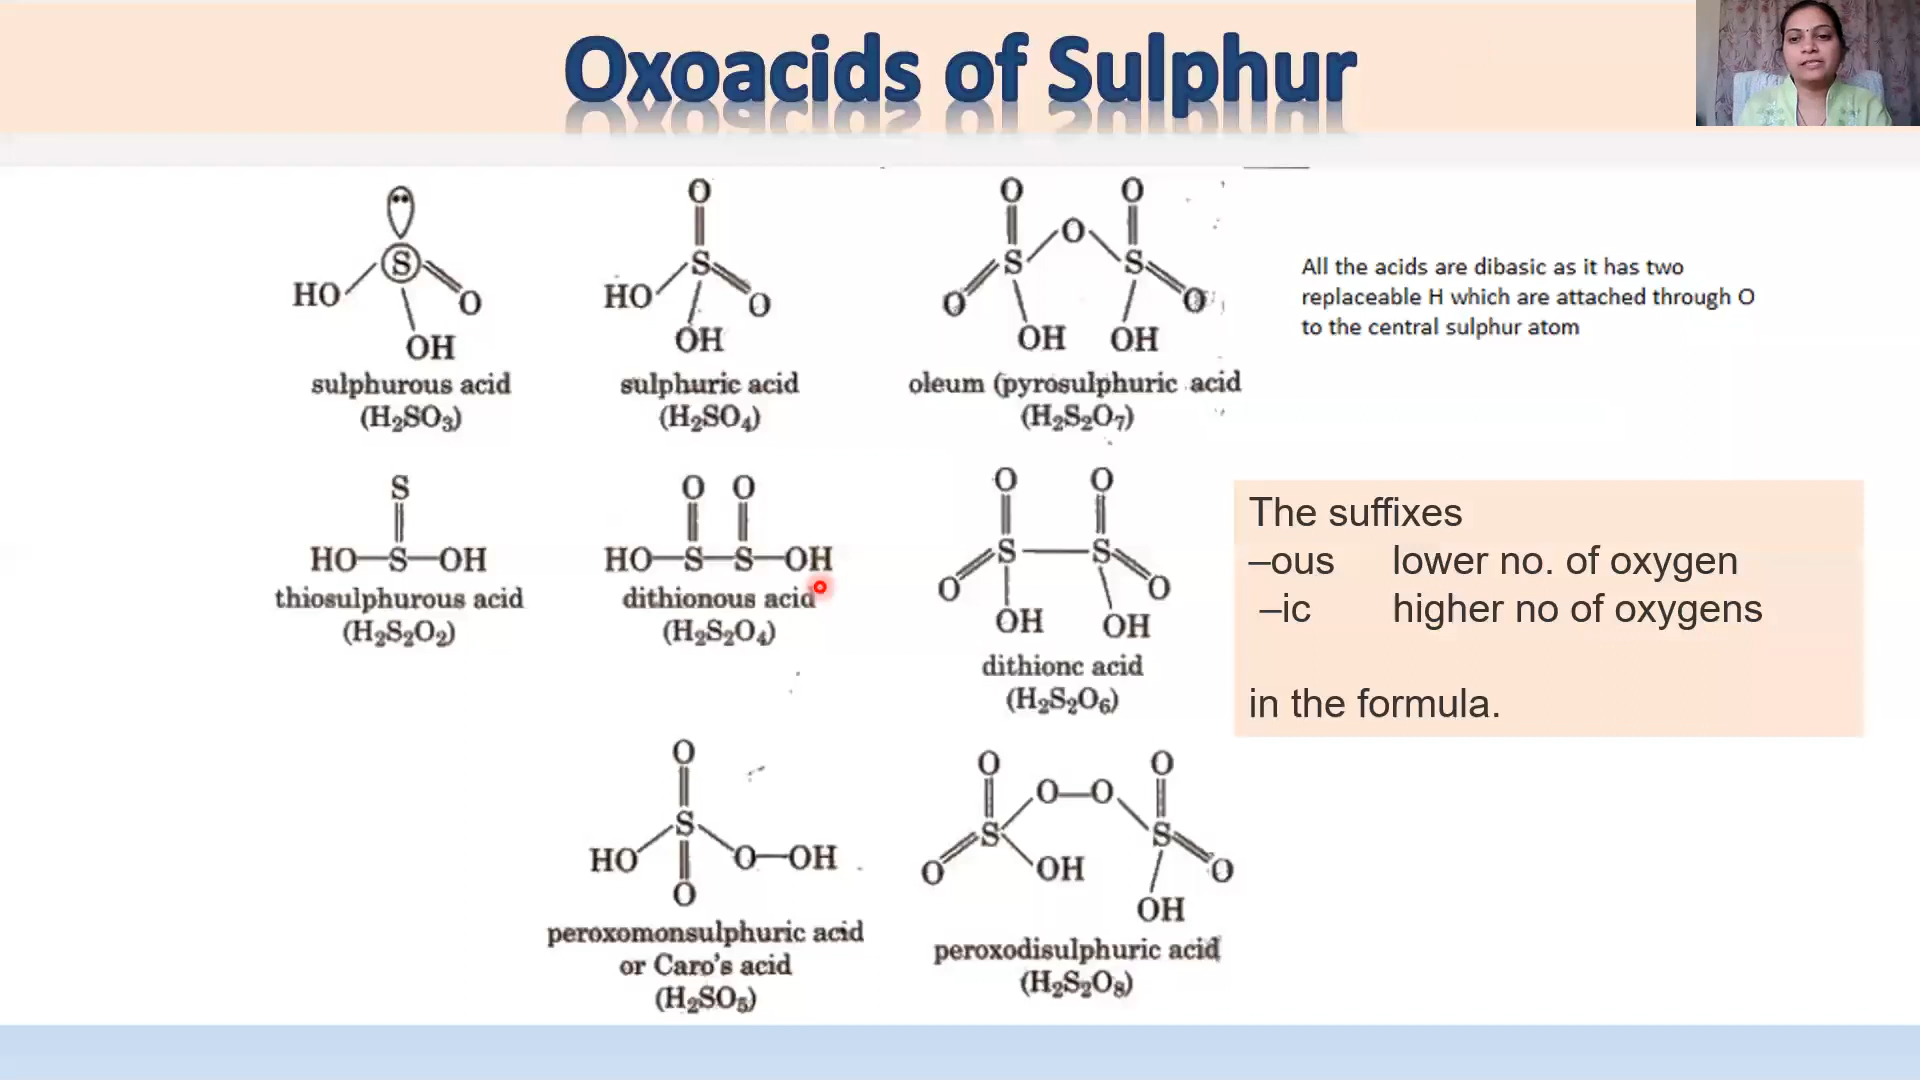 Oxoacids of Sulphur
S
HO
O
OH
sulphurous acid
(H₂SO₃)
O
S
HO
O
OH
sulphuric acid
(H₂SO₄)
O O
O
S S
O O
OH OH
oleum (pyrosulphuric acid
(H₂S₂O₇)
All the acids are dibasic as it has two
replaceable H which are attached through O
to the central sulphur atom
S
HO—S—OH
thiosulphurous acid
(H₂S₂O₂)
O O
HO—S—S—OH
dithionous acid
(H₂S₂O₄)
O O
S S
O O
OH OH
dithionc acid
(H₂S₂O₆)
The suffixes
–ous lower no. of oxygen
–ic higher no of oxygens
in the formula.
O
S
HO O—OH
O
peroxomonsulphuric acid
or Caro's acid
(H₂SO₅)
O O
O—O
S S
O OH O
OH
peroxodisulphuric acid
(H₂S₂O₈)